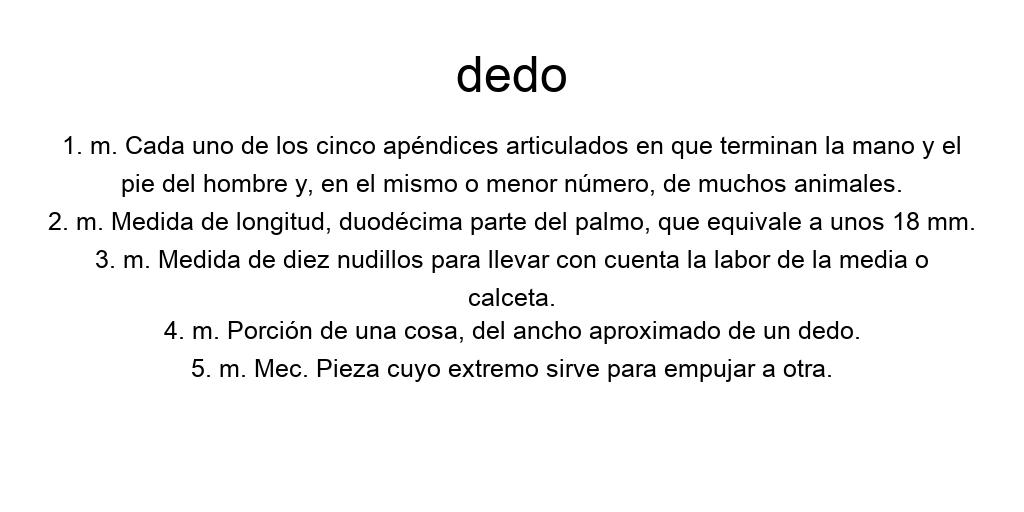 dedo
1. m. Cada uno de los cinco apéndices articulados en que terminan la mano y el
pie del hombre y, en el mismo o menor número, de muchos animales.
2. m. Medida de longitud, duodécima parte del palmo, que equivale a unos 18 mm.
3. m. Medida de diez nudillos para llevar con cuenta la labor de la media o
calceta.
4. m. Porción de una cosa, del ancho aproximado de un dedo.
5. m. Mec. Pieza cuyo extremo sirve para empujar a otra.